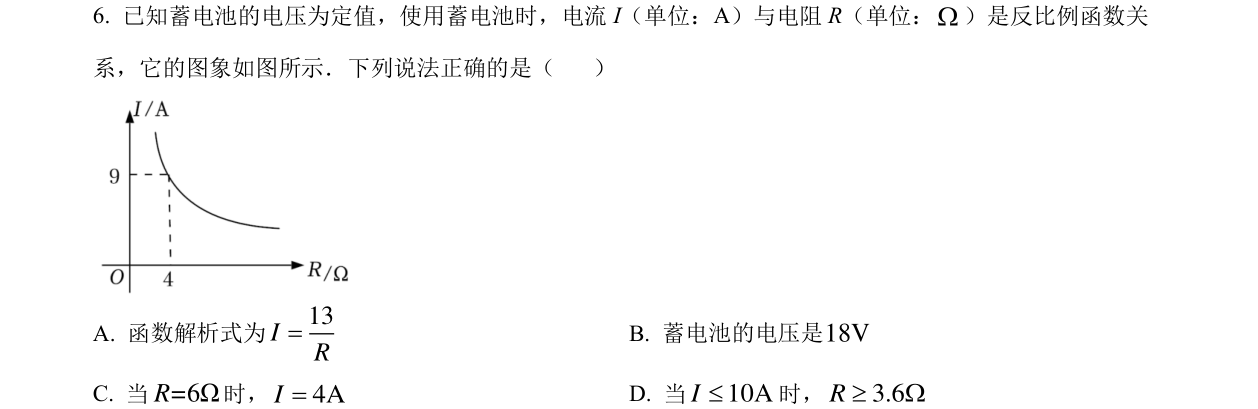 6. 已知蓄电池的电压为定值，使用蓄电池时，电流 I（单位：A）与电阻 R（单位：Ω）是反比例函数关
系，它的图象如图所示．下列说法正确的是（　　）
I/A
9
O 4 R/Ω
A. 函数解析式为 I = 13/R B. 蓄电池的电压是18V
C. 当 R=6Ω 时，I = 4A D. 当 I ≤ 10A 时，R ≥ 3.6Ω